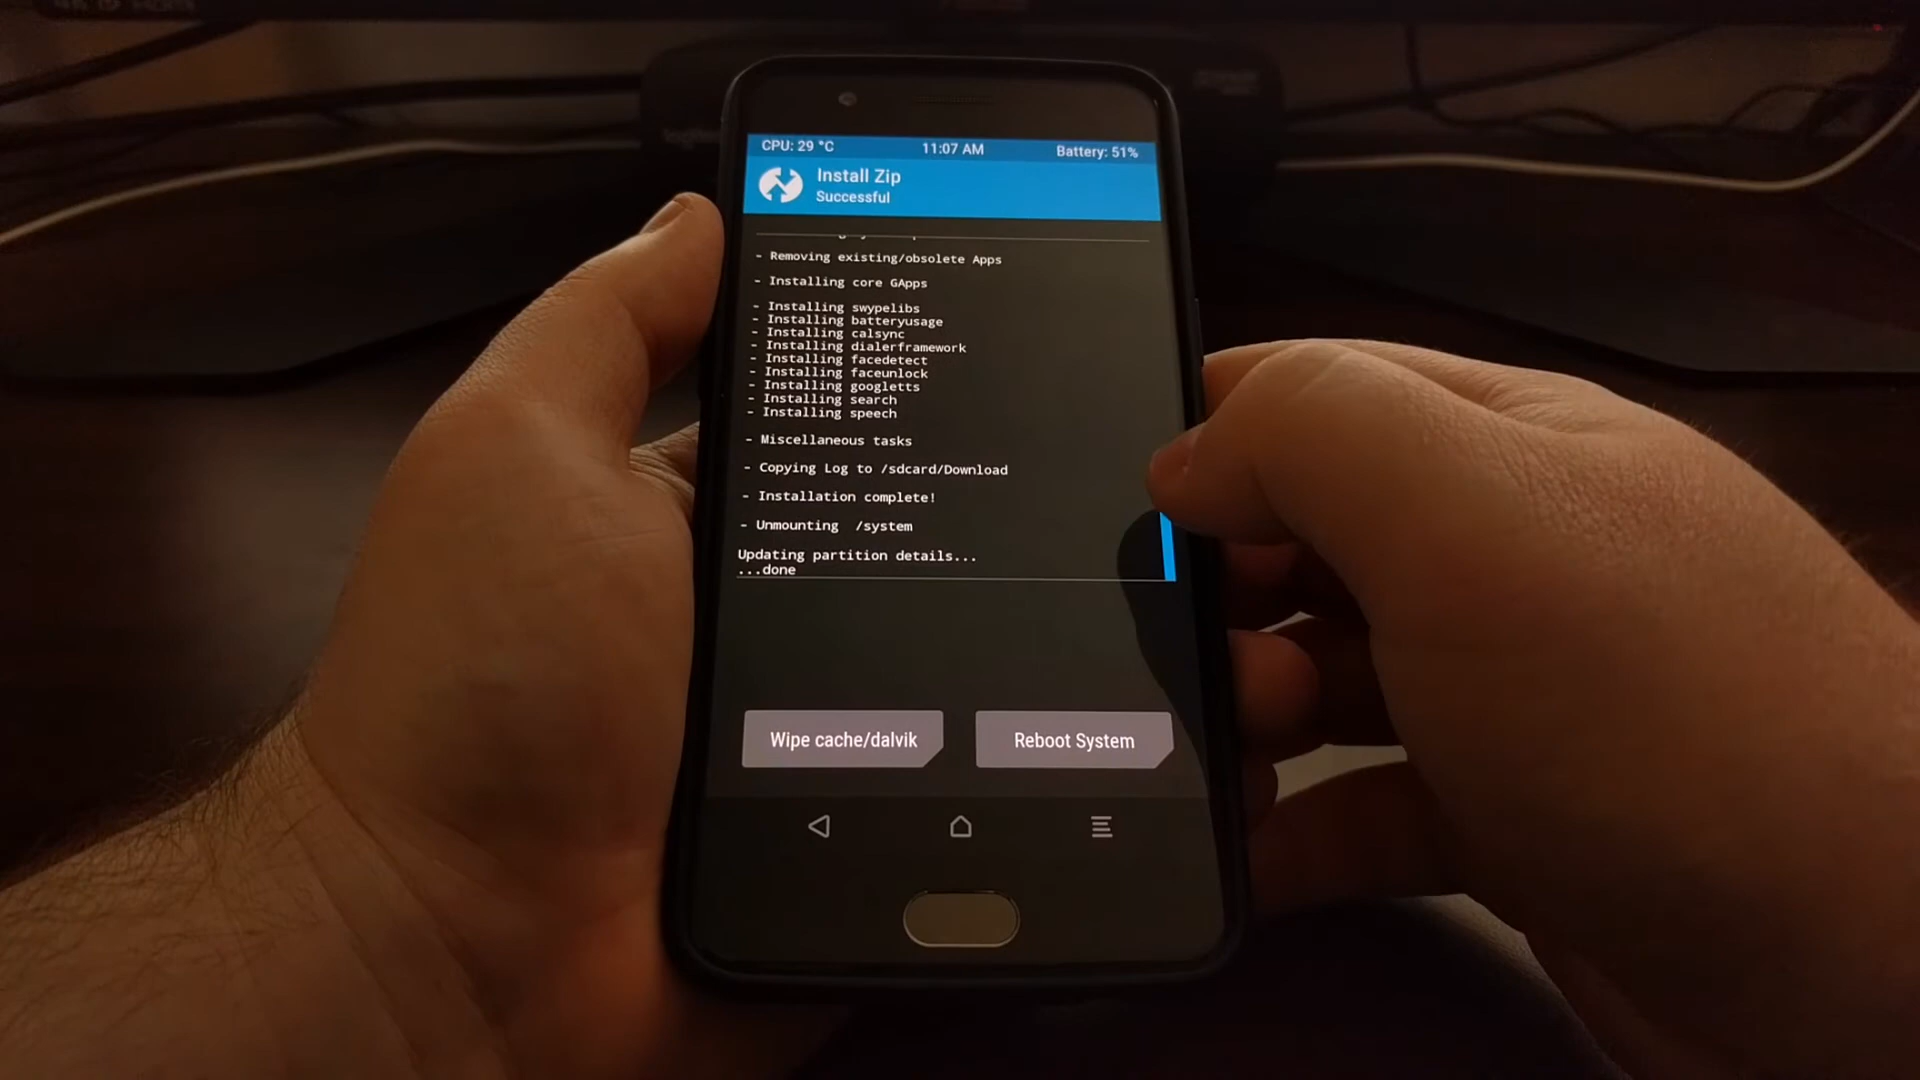 CPU: 29 °C 11:07 AM Battery: 51%
Install Zip
Successful
- Removing existing/obsolete Apps
- Installing core GApps
- Installing swypelibs
- Installing batteryusage
- Installing calsync
- Installing dialerframework
- Installing facedetect
- Installing faceunlock
- Installing googletts
- Installing search
- Installing speech
- Miscellaneous tasks
- Copying Log to /sdcard/Download
- Installation complete!
- Unmounting /system
Updating partition details...
...done
Wipe cache/dalvik
Reboot System